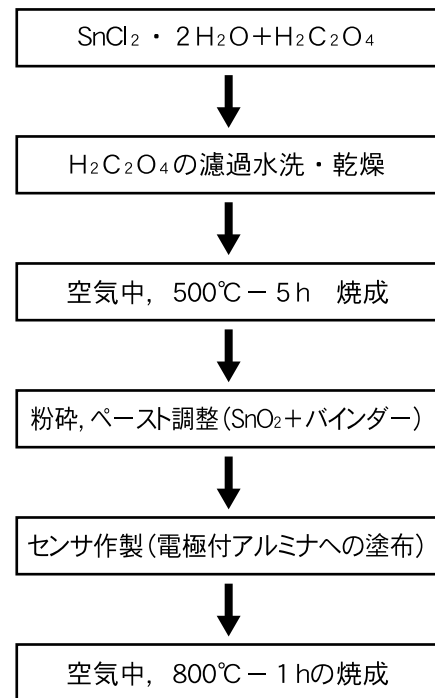 SnCl₂・2H₂O+H₂C₂O₄
H₂C₂O₄の濾過水洗・乾燥
空気中，500℃－5h　焼成
粉砕，ペースト調整（SnO₂+バインダー）
センサ作製（電極付アルミナへの塗布）
空気中，800℃－1hの焼成